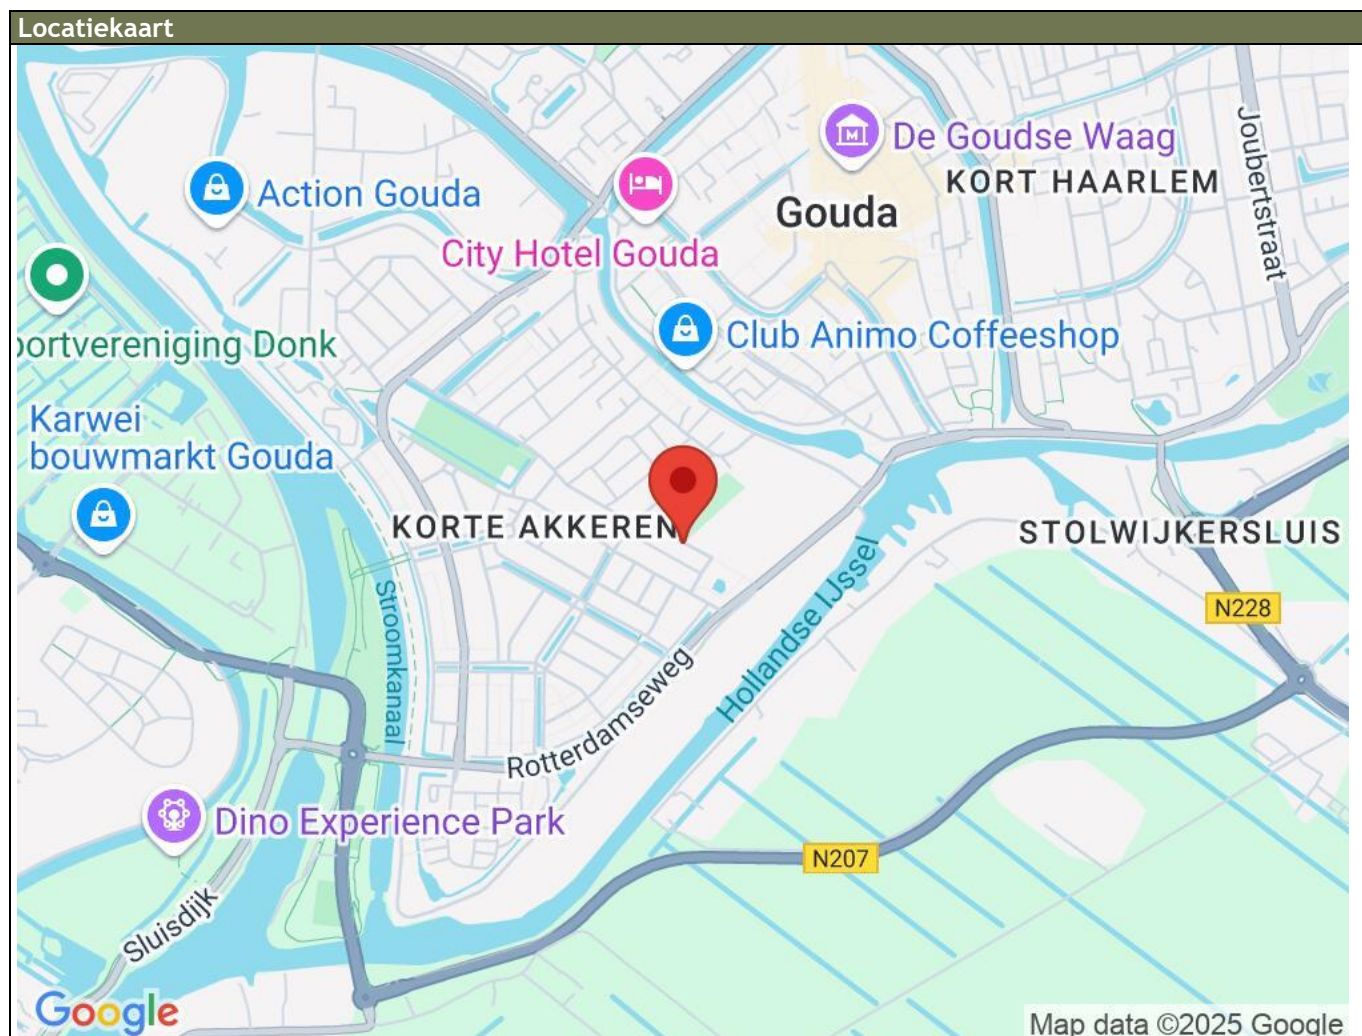 Locatiekaart
De Goudse Waag
KORT HAARLEM
Joubertstraat
Action Gouda
Gouda
City Hotel Gouda
Club Animo Coffeeshop
portvereniging Donk
Karwei
bouwmarkt Gouda
KORTE AKKEREN
STOLWIJKERSLUIS
Stroomkanaal
Hollandse IJssel
N228
Rotterdamseweg
Dino Experience Park
N207
Sluisdijk
Google
Map data ©2025 Google